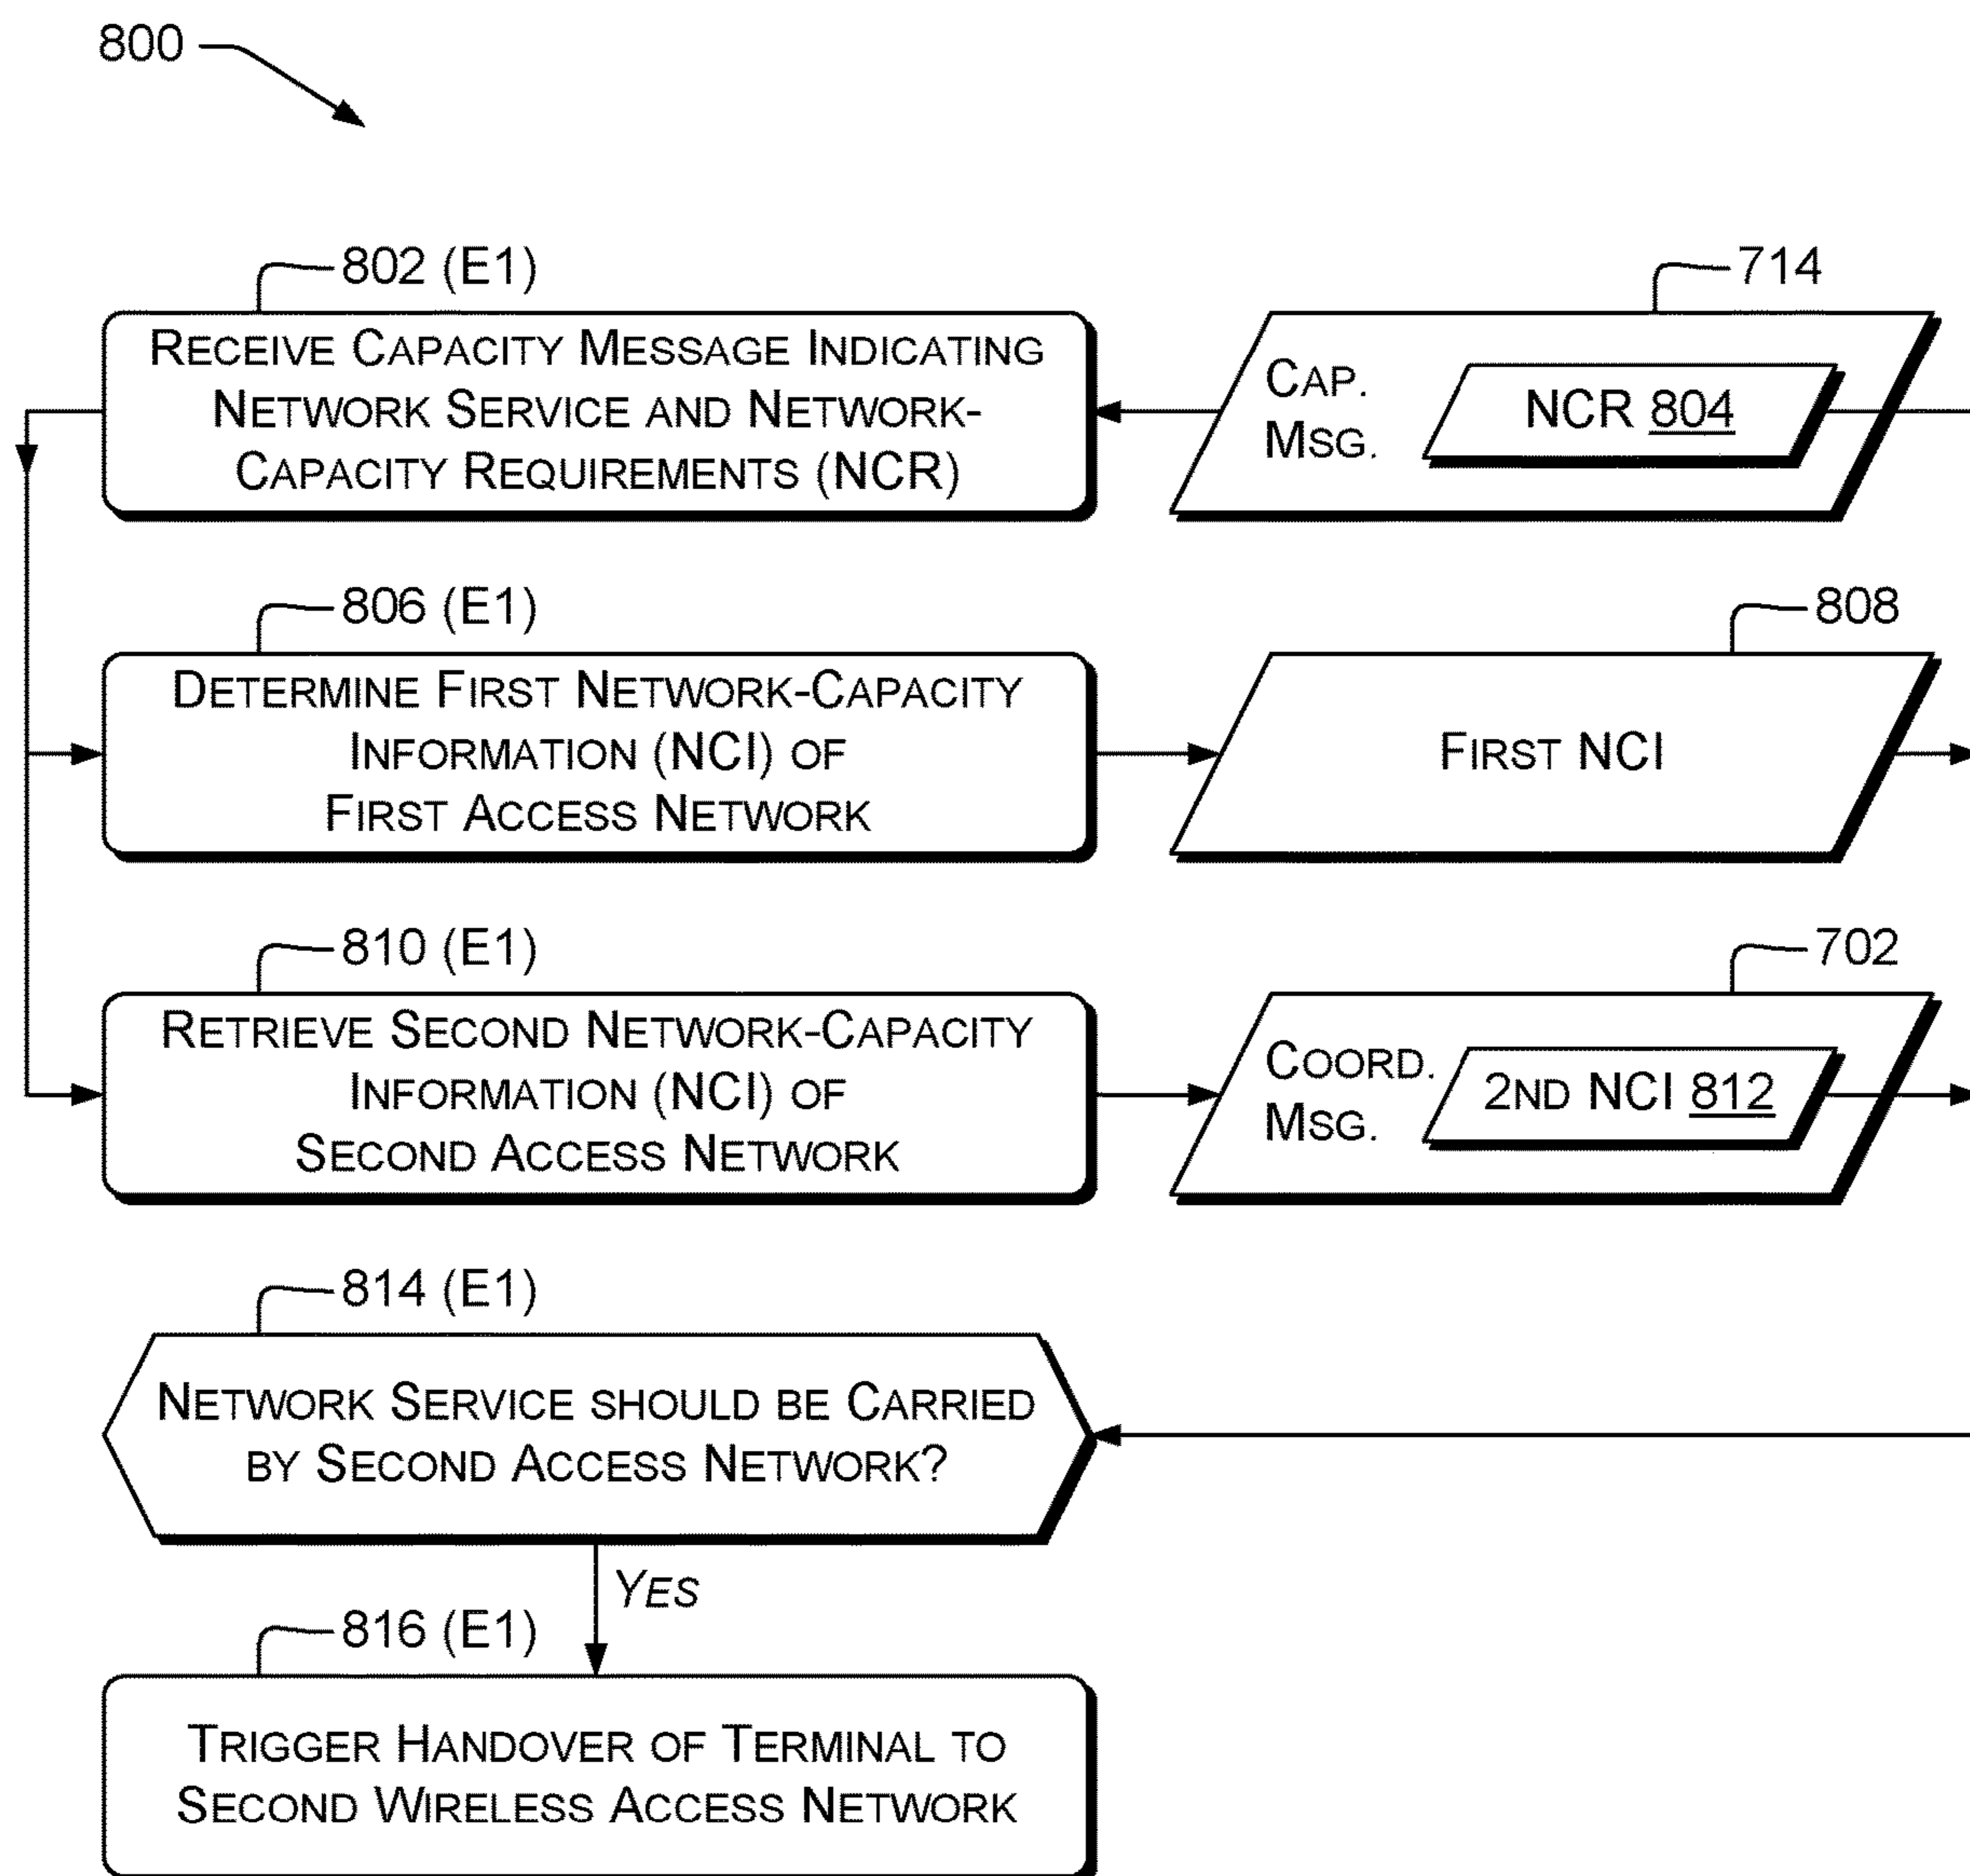 800
802 (E1)
714
RECEIVE CAPACITY MESSAGE INDICATING
NETWORK SERVICE AND NETWORK-
CAPACITY REQUIREMENTS (NCR)
CAP.
MSG.
NCR 804
806 (E1)
808
DETERMINE FIRST NETWORK-CAPACITY
INFORMATION (NCI) OF
FIRST ACCESS NETWORK
FIRST NCI
810 (E1)
702
RETRIEVE SECOND NETWORK-CAPACITY
INFORMATION (NCI) OF
SECOND ACCESS NETWORK
COORD.
MSG.
2ND NCI 812
814 (E1)
NETWORK SERVICE SHOULD BE CARRIED
BY SECOND ACCESS NETWORK?
YES
816 (E1)
TRIGGER HANDOVER OF TERMINAL TO
SECOND WIRELESS ACCESS NETWORK